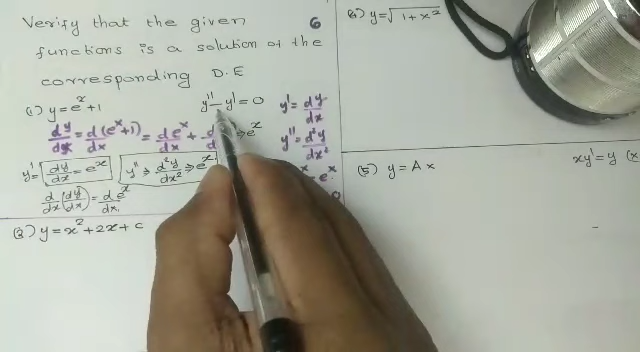 Verify that the given 6
functions is a solution of the
corresponding D.E
(1) y = e^x + 1 y'' - y' = 0 y' = dy/dx
dy/dx = d/dx (e^x + 1) = de^x/dx + d ⇒ e^x y'' = d²y/dx²
y' = dy/dx = e^x y'' ⇒ d²y/dx² ⇒ e^x - e^x
d/dx (dy/dx) = d/dx e^x
(3) y = x² + 2x + c
(4) y = √1 + x²
(5) y = Ax xy' = y (x